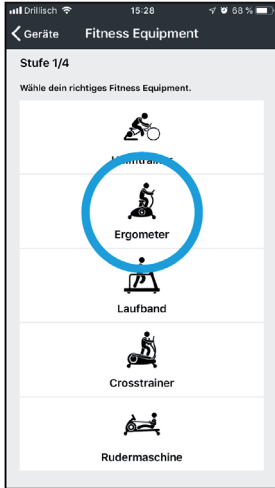 Drillisch 15:28 68 %
Geräte Fitness Equipment
Stufe 1/4
Wähle dein richtiges Fitness Equipment.
Ergometer
Laufband
Crosstrainer
Rudermaschine